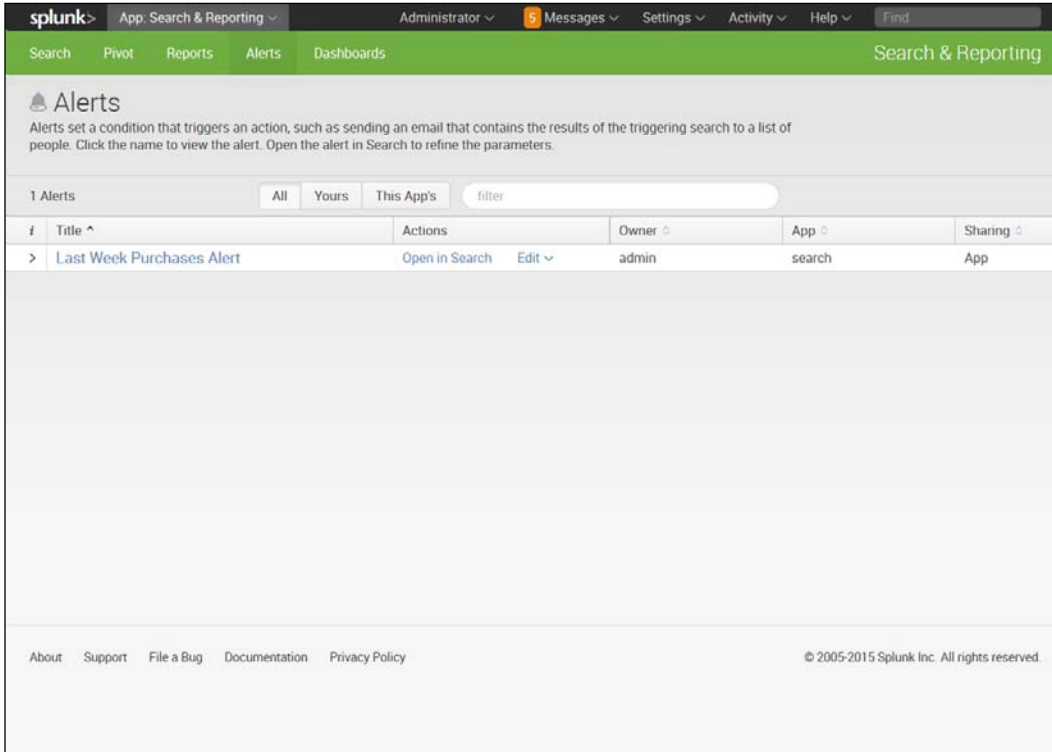 splunk> App: Search & Reporting Administrator 5 Messages Settings Activity Help Find
Search Pivot Reports Alerts Dashboards Search & Reporting
Alerts
Alerts set a condition that triggers an action, such as sending an email that contains the results of the triggering search to a list of
people. Click the name to view the alert. Open the alert in Search to refine the parameters.
1 Alerts All Yours This App's filter
i Title Actions Owner App Sharing
> Last Week Purchases Alert Open in Search Edit admin search App
About Support File a Bug Documentation Privacy Policy © 2005-2015 Splunk Inc. All rights reserved.